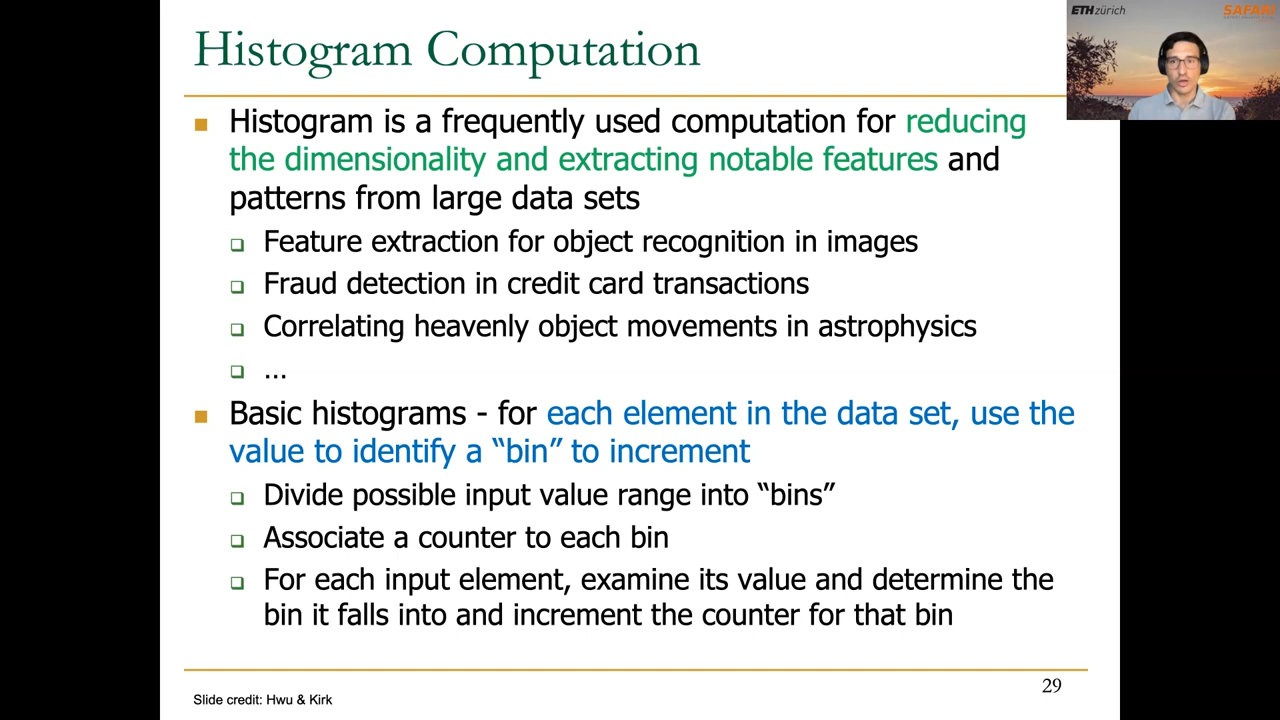 Histogram Computation
ETH zürich
SAFARI
Histogram is a frequently used computation for reducing
the dimensionality and extracting notable features and
patterns from large data sets
Feature extraction for object recognition in images
Fraud detection in credit card transactions
Correlating heavenly object movements in astrophysics
...
Basic histograms - for each element in the data set, use the
value to identify a “bin” to increment
Divide possible input value range into “bins”
Associate a counter to each bin
For each input element, examine its value and determine the
bin it falls into and increment the counter for that bin
Slide credit: Hwu & Kirk
29